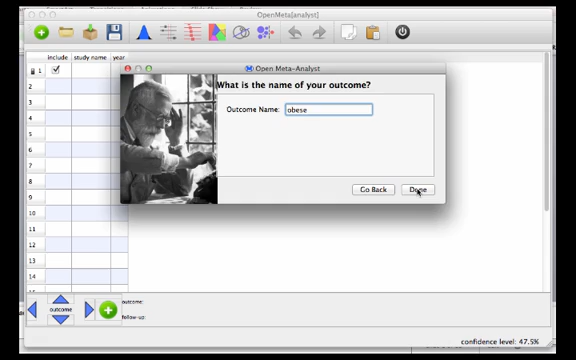 OpenMeta[analyst]
include study name year
1
2
3
4
5
6
7
8
9
10
11
12
13
14
Open Meta-Analyst
What is the name of your outcome?
Outcome Name: obese
Go Back Done
outcome
outcome:
follow-up:
confidence level: 47.5%